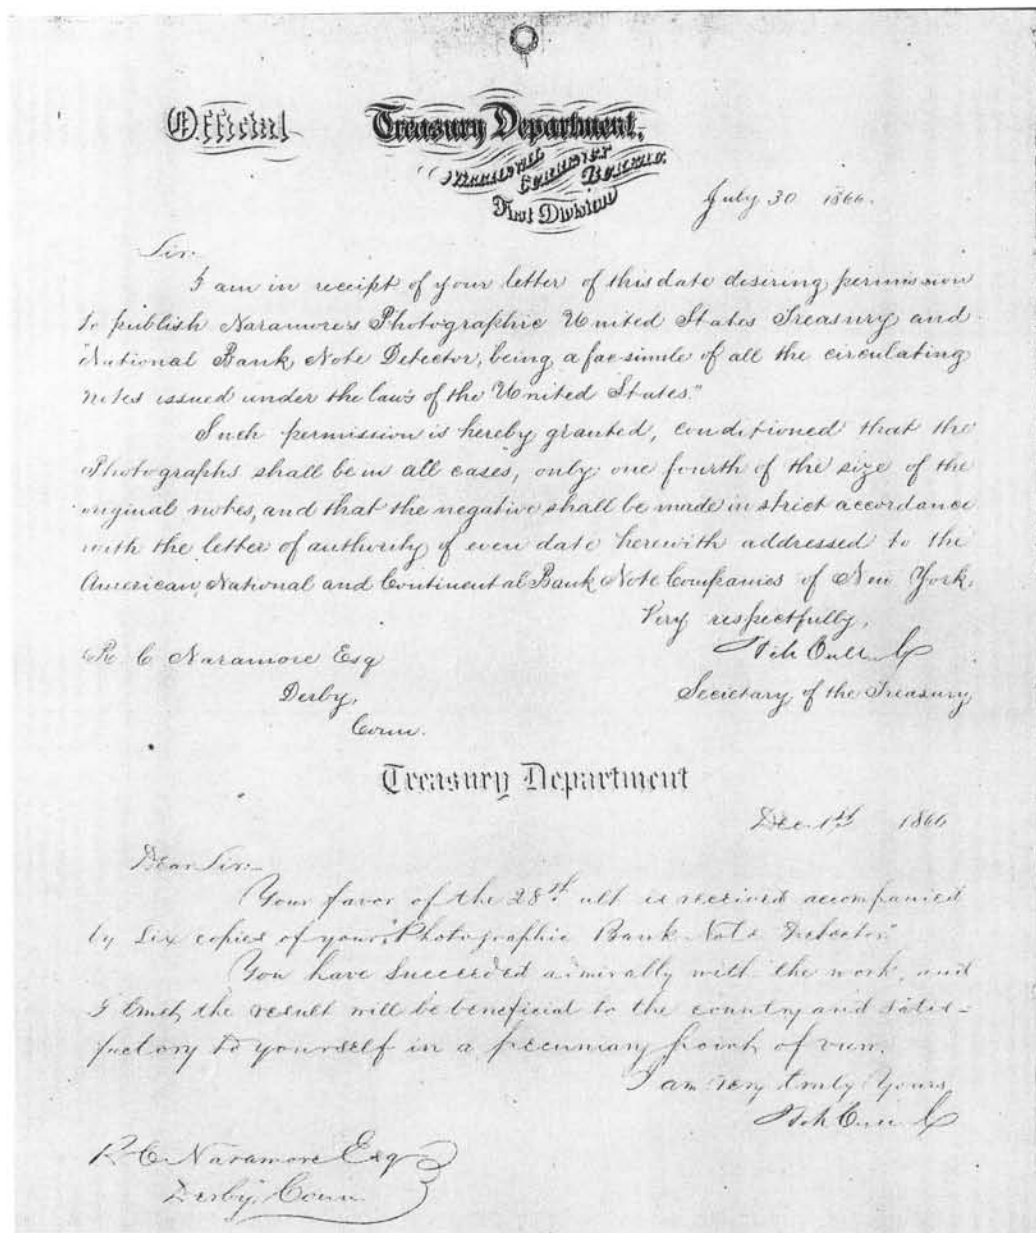 Official
Treasury Department,
NATIONAL CURRENCY BUREAU.
First Division
July 30 1866.
Sir.
I am in receipt of your letter of this date desiring permission
to publish Naramore's Photographic United States Treasury and
National Bank Note Detector, being a fac-simile of all the circulating
notes issued under the laws of the United States."
Such permission is hereby granted, conditioned that the
Photographs shall be in all cases, only one fourth of the size of the
original notes, and that the negative shall be made in strict accordance
with the letter of authority of even date herewith addressed to the
American, National and Continental Bank Note Companies of New York.
Very respectfully,
R C Naramore Esq
Secretary of the Treasury
Derby,
Conn.
Treasury Department
Dec. 1st 1866
Dear Sir:-
Your favor of the 28th ult is received accompanied
by Six copies of your "Photographic Bank Note Detector."
You have succeeded admirally with the work, and
I trust, the result will be beneficial to the country and satis-
factory to yourself in a pecuniary point of view.
I am very truly Yours,
R. C. Naramore Esq
Derby, Conn.